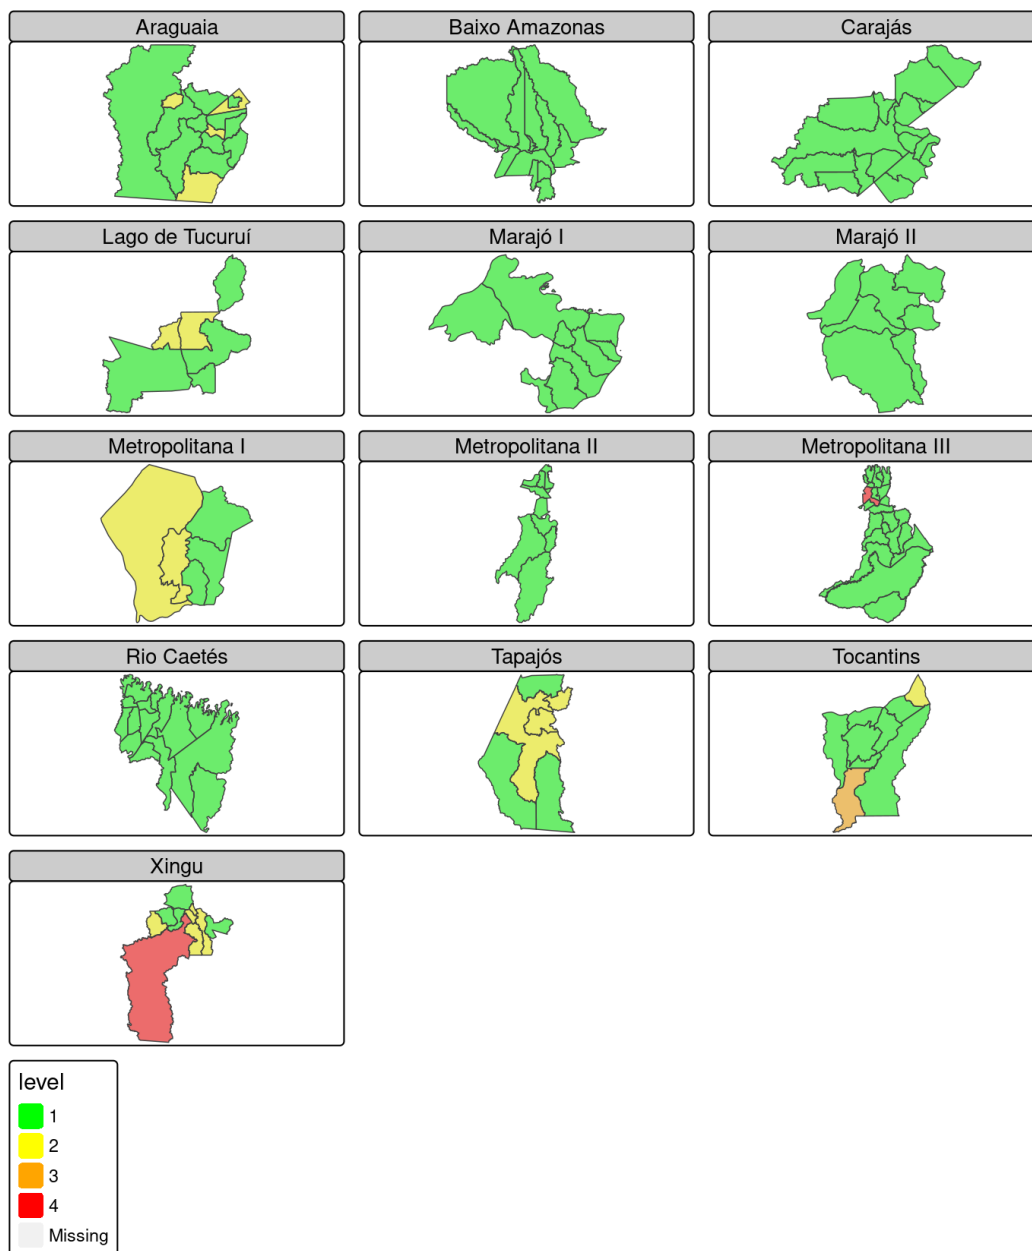 Araguaia
Baixo Amazonas
Carajás
Lago de Tucuruí
Marajó I
Marajó II
Metropolitana I
Metropolitana II
Metropolitana III
Rio Caetés
Tapajós
Tocantins
Xingu
level
1
2
3
4
Missing